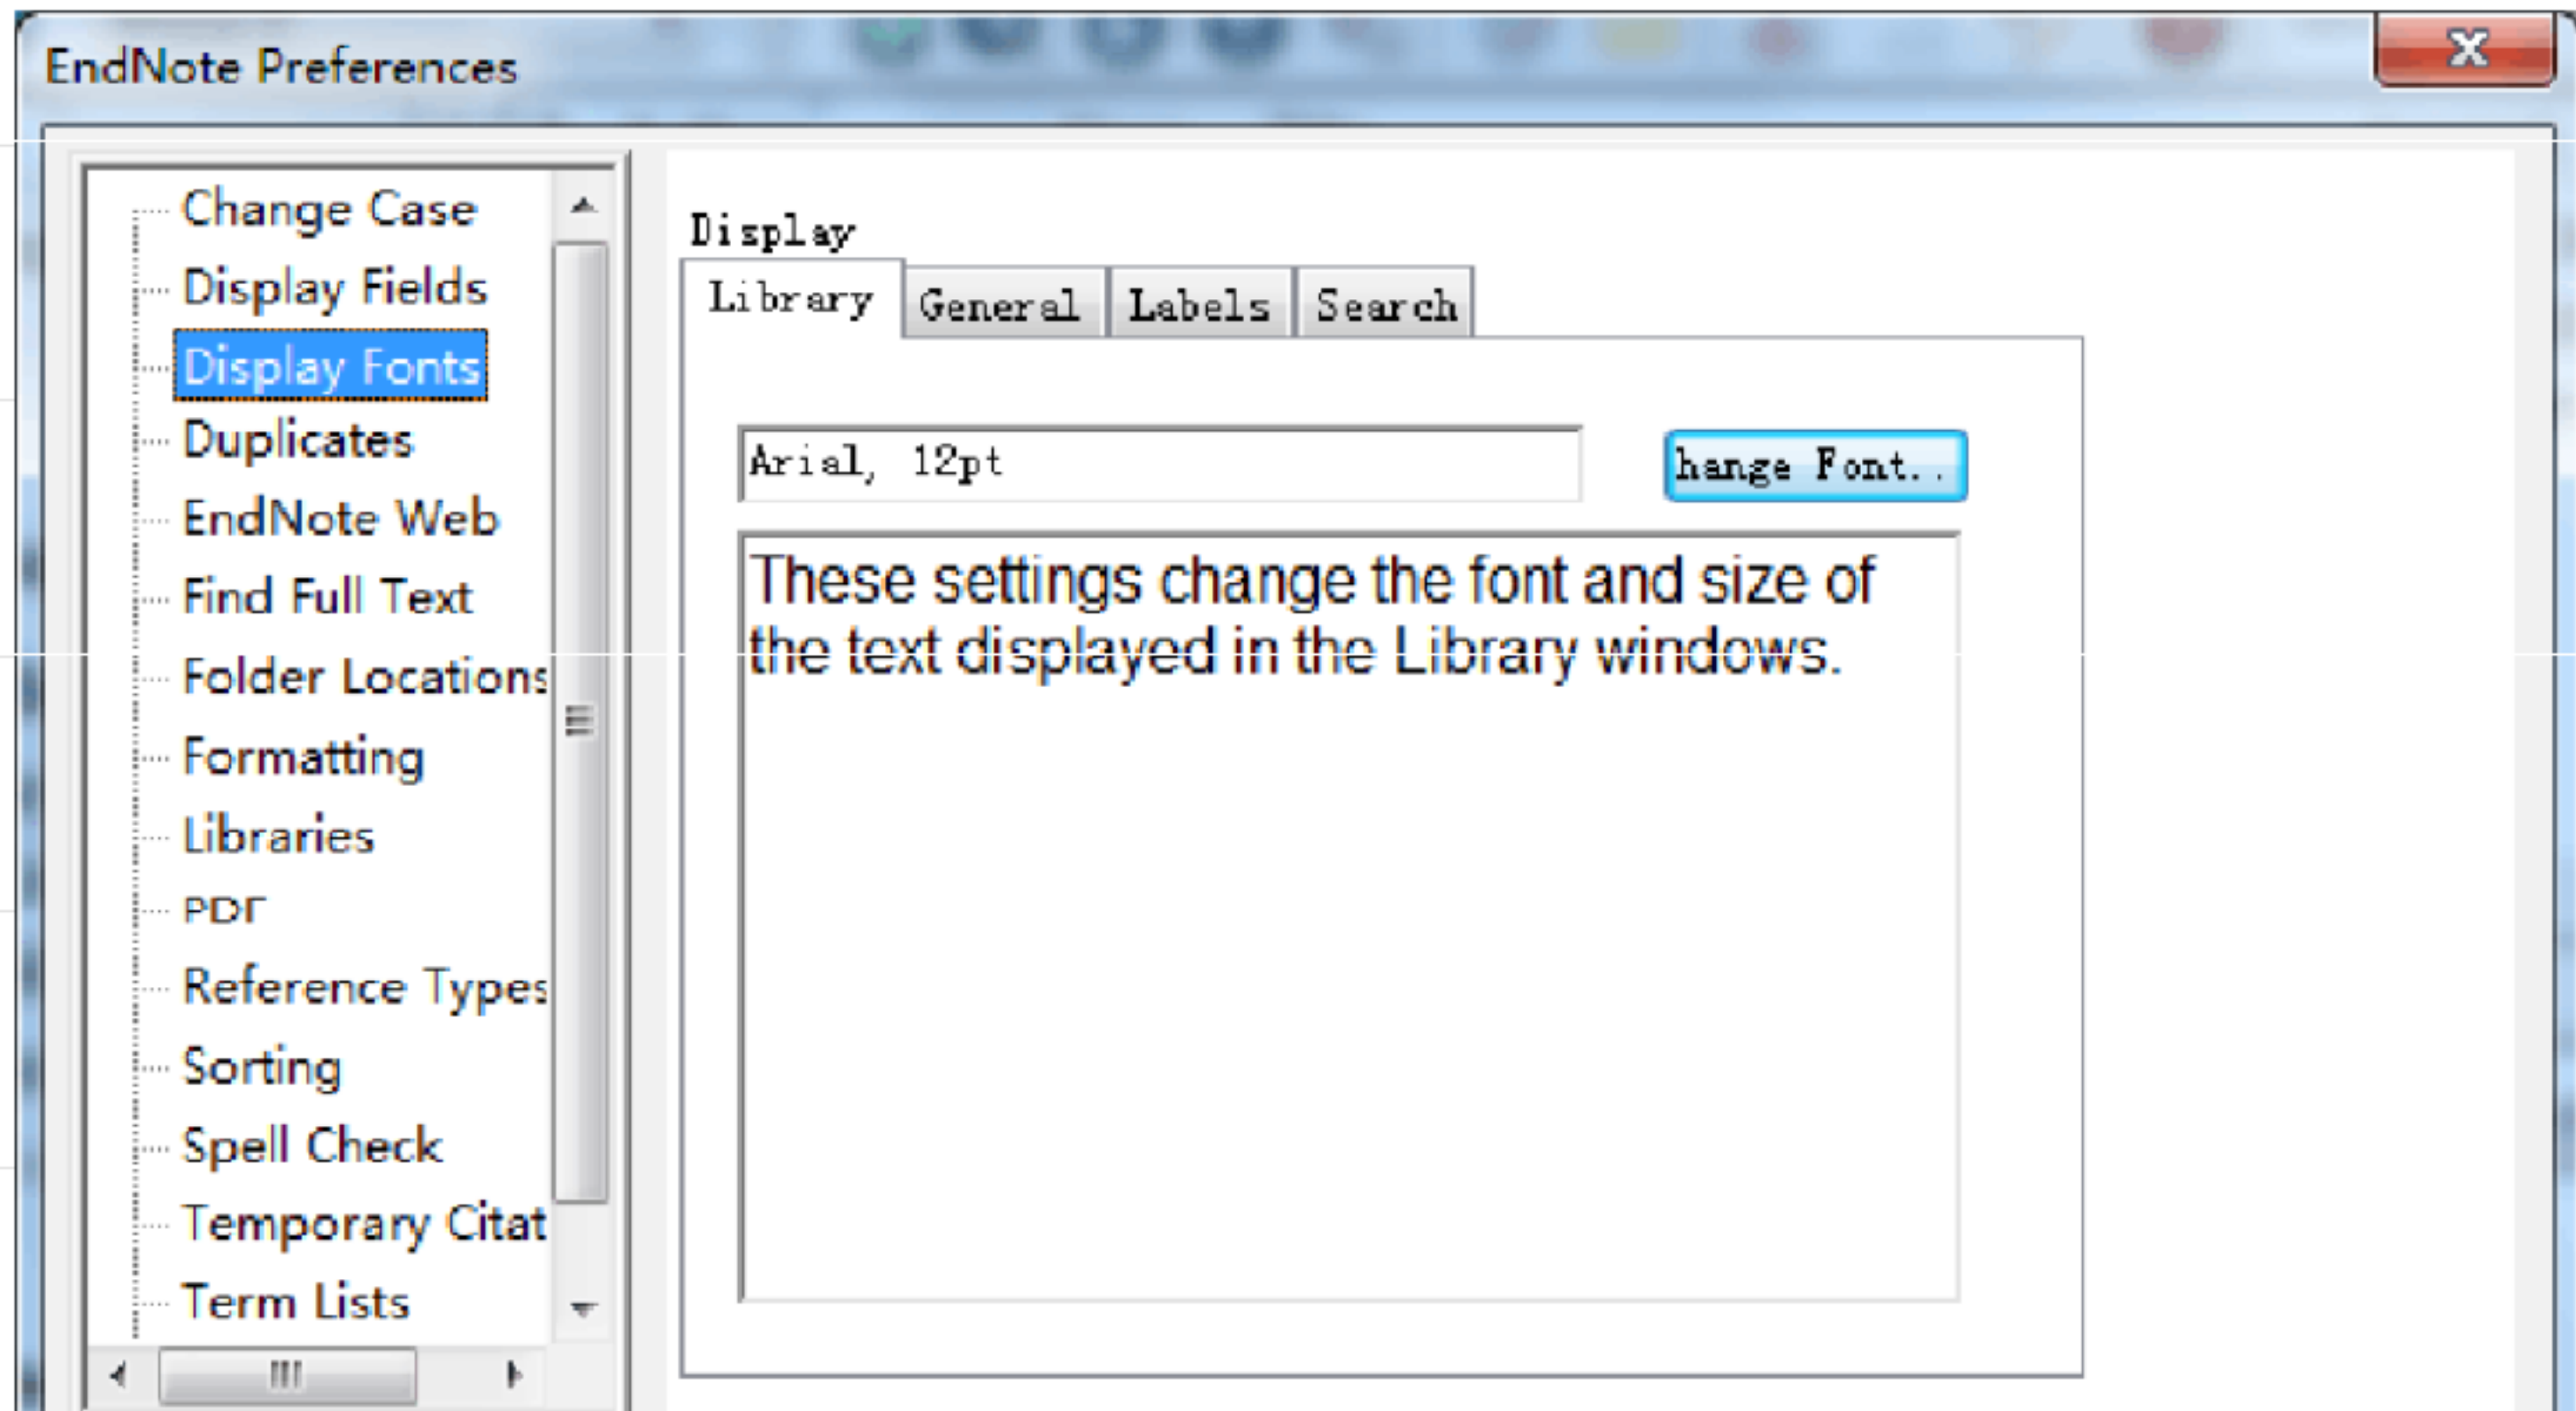 EndNote Preferences
Change Case
Display Fields
Display Fonts
Duplicates
EndNote Web
Find Full Text
Folder Locations
Formatting
Libraries
PDF
Reference Types
Sorting
Spell Check
Temporary Citat
Term Lists
Display
Library General Labels Search
Arial, 12pt
hange Font..
These settings change the font and size of
the text displayed in the Library windows.